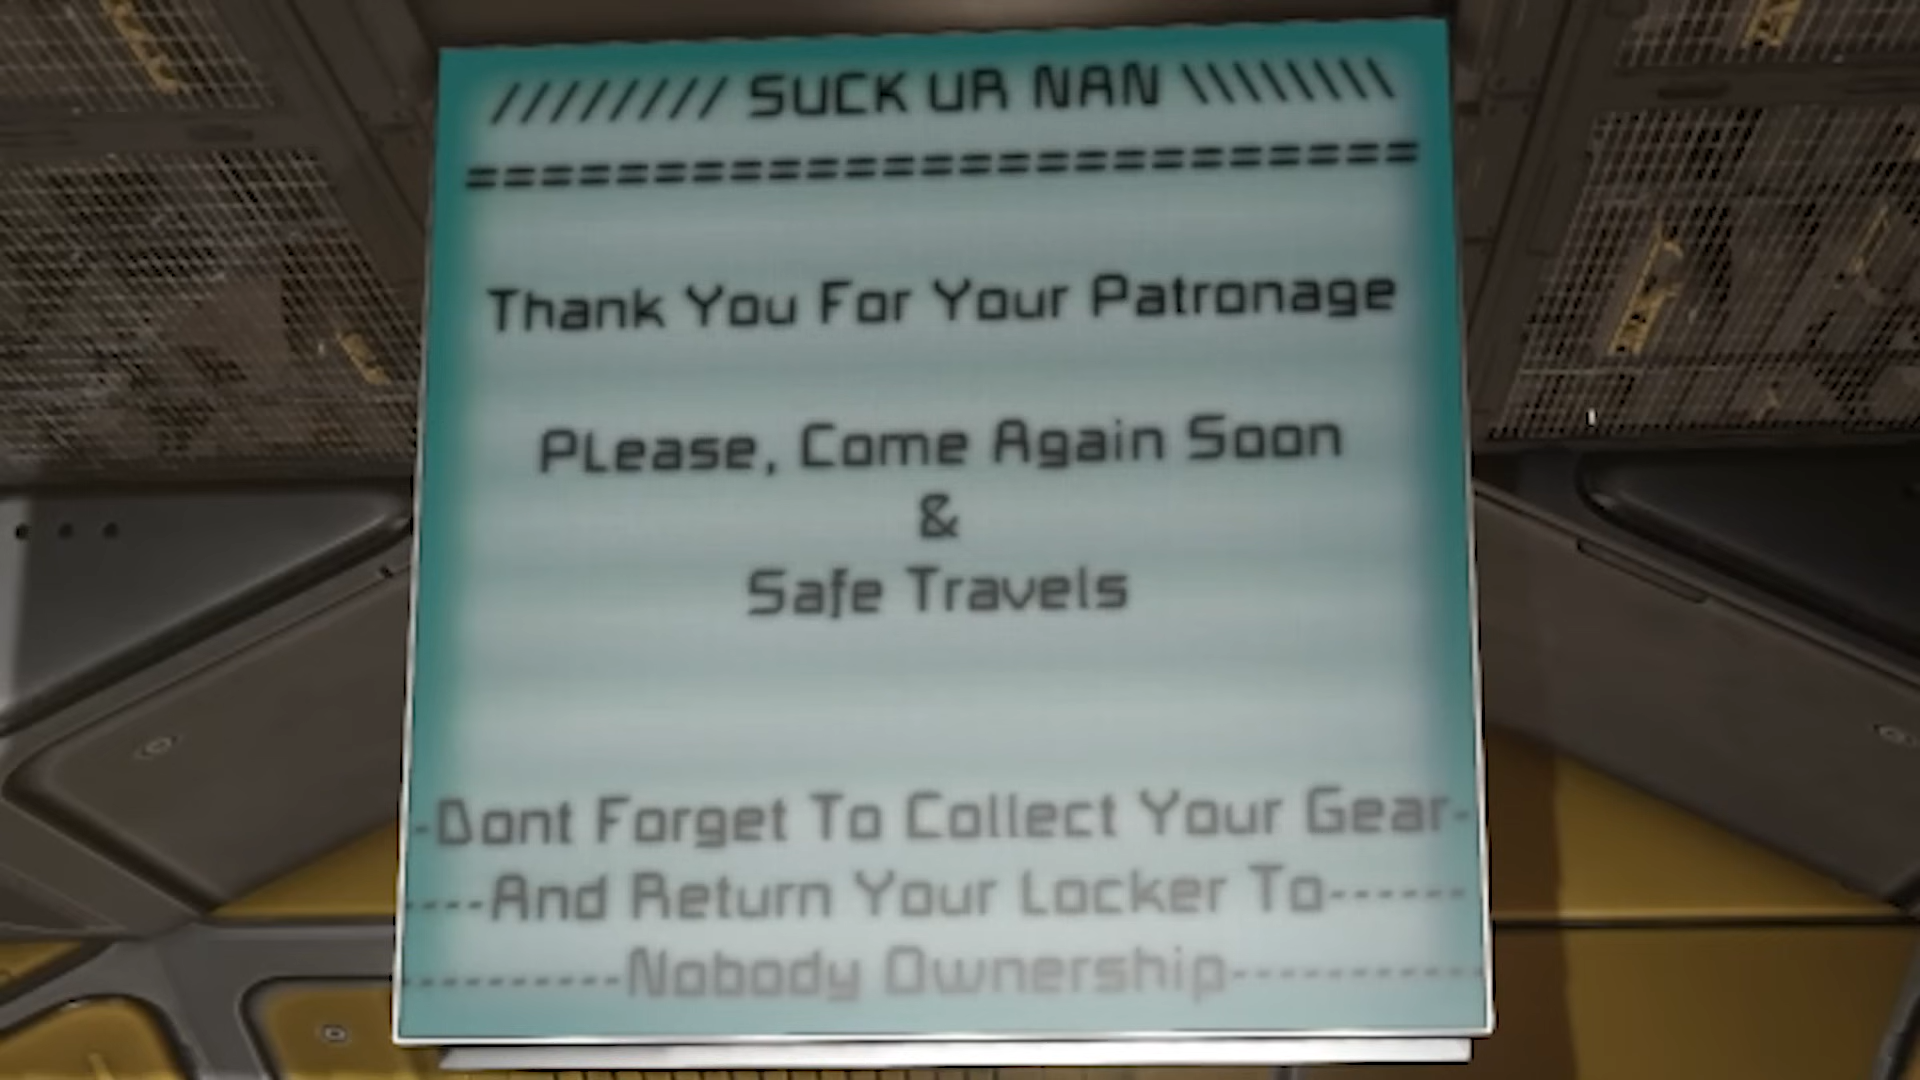 ///////// SUCK UR NAN \\\\\\\\\
==========================
Thank You For Your Patronage
PLease, Come Again Soon
&
Safe Travels
-Dont Forget To Collect Your Gear-
----And Return Your Locker To------
----------Nobody Ownership-----------